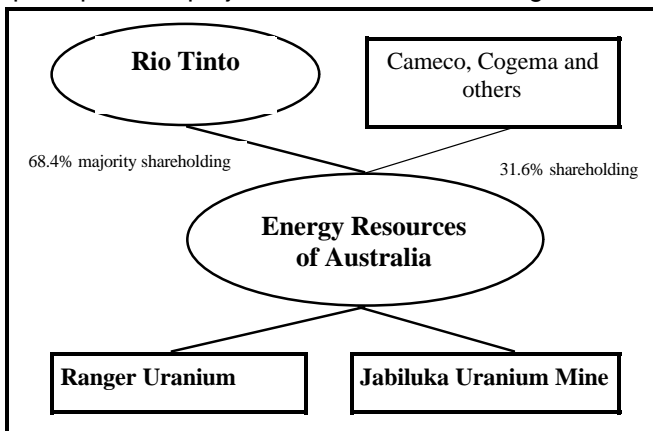 Rio Tinto
Cameco, Cogema and
others
68.4% majority shareholding
31.6% shareholding
Energy Resources
of Australia
Ranger Uranium
Jabiluka Uranium Mine